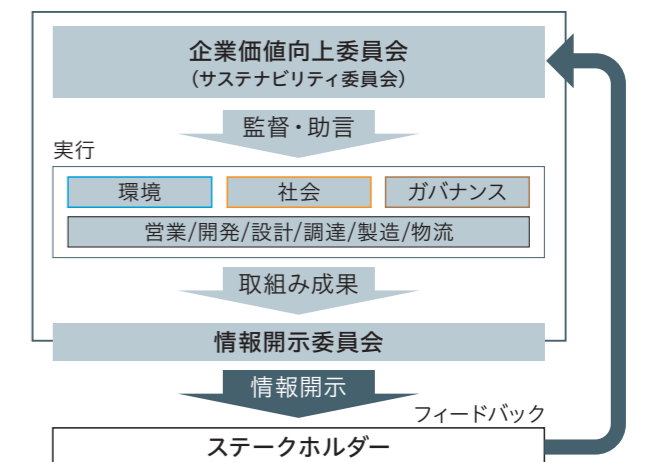 企業価値向上委員会
（サステナビリティ委員会）
監督・助言
実行
環境
社会
ガバナンス
営業/開発/設計/調達/製造/物流
取組み成果
情報開示委員会
情報開示
フィードバック
ステークホルダー